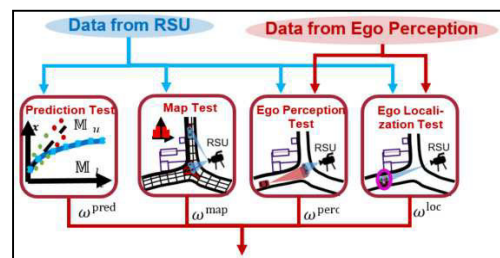 Data from RSU
Data from Ego Perception
Prediction Test
x
𝕄 u
𝕄
Map Test
RSU
Ego Perception
Test
RSU
Ego Locali-
zation Test
RSU
ω^pred
ω^map
ω^perc
ω^loc